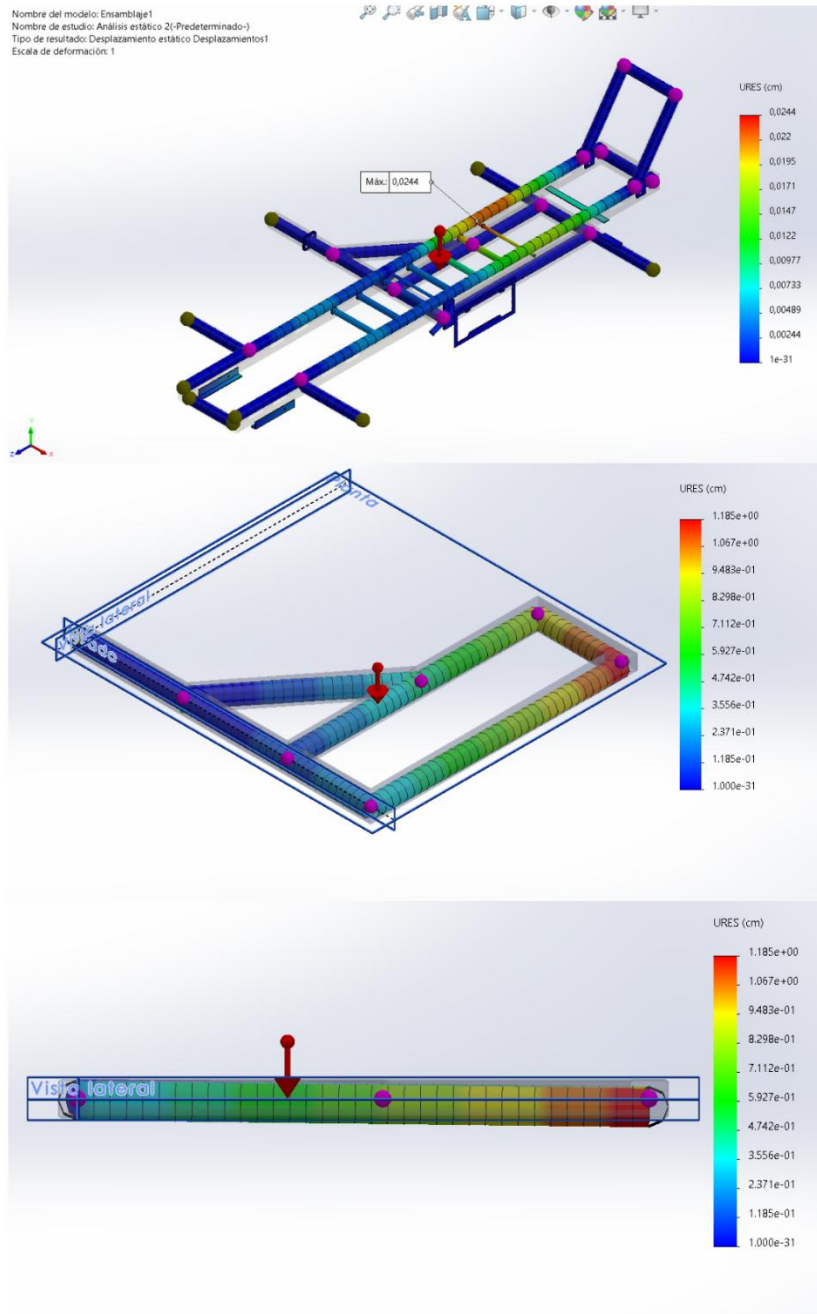 Nombre del modelo: Ensamblaje1
Nombre de estudio: Análisis estático 2(-Predeterminado-)
Tipo de resultado: Desplazamiento estático Desplazamientos1
Escala de deformación: 1
URES (cm)
0,0244
0,022
0,0195
0,0171
0,0147
0,0122
0,00977
0,00733
0,00489
0,00244
1e-31
Máx.: 0,0244
Y
Z
X
Planta
Vista lateral
URES (cm)
1.185e+00
1.067e+00
9.483e-01
8.298e-01
7.112e-01
5.927e-01
4.742e-01
3.556e-01
2.371e-01
1.185e-01
1.000e-31
Vista lateral
URES (cm)
1.185e+00
1.067e+00
9.483e-01
8.298e-01
7.112e-01
5.927e-01
4.742e-01
3.556e-01
2.371e-01
1.185e-01
1.000e-31